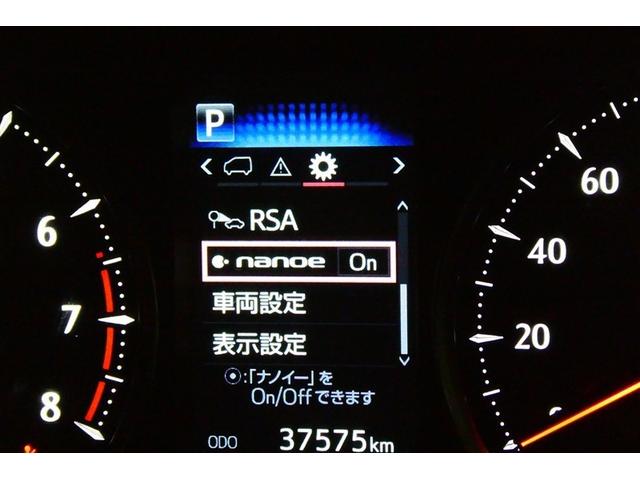 P
RSA
nanoe On
車両設定
表示設定
⦿:「ナノイー」を
On/Offできます
ODO 37575km
6
7
8
60
40
20